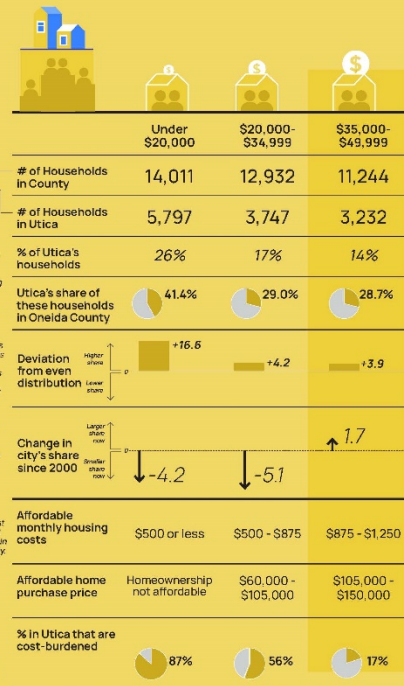 $ $ $
Under $20,000- $35,000-
$20,000 $34,999 $49,999
# of Households
in County
14,011 12,932 11,244
# of Households
in Utica
5,797 3,747 3,232
% of Utica's
households
26% 17% 14%
Utica's share of
these households
in Oneida County
41.4% 29.0% 28.7%
Deviation
from even
distribution
Higher
share
0
Lower
share
+16.6 +4.2 +3.9
Change in
city's share
since 2000
Larger
share
now
0
Smaller
share
now
-4.2 -5.1 1.7
Affordable
monthly housing
costs
$500 or less $500 - $875 $875 - $1,250
Affordable home
purchase price
Homeownership $60,000 - $105,000 -
not affordable $105,000 $150,000
% in Utica that are
cost-burdened
87% 56% 17%